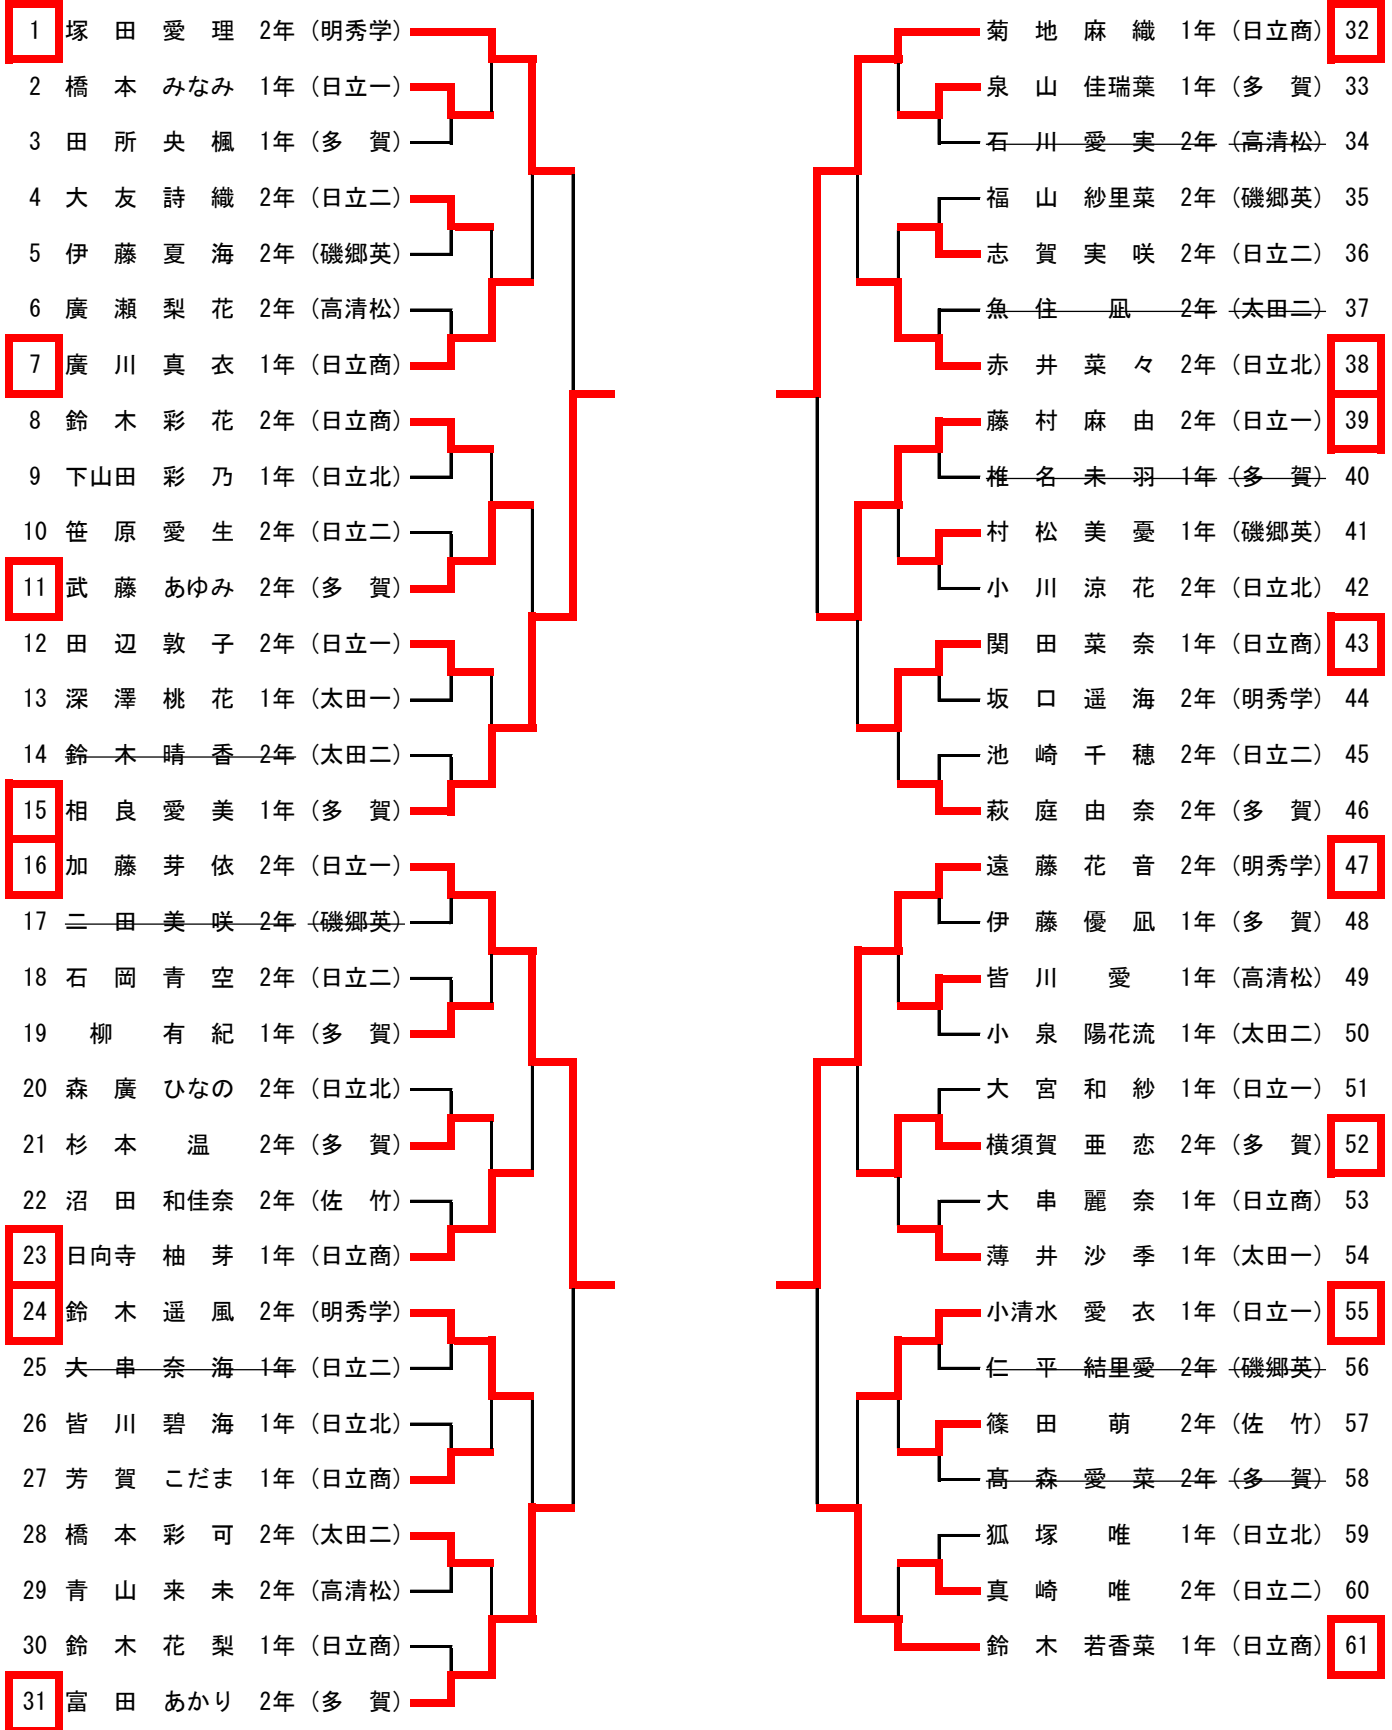 1 塚 田 愛 理 2年 (明秀学)
2 橋 本 みなみ 1年 (日立一)
3 田 所 央 楓 1年 (多 賀)
4 大 友 詩 織 2年 (日立二)
5 伊 藤 夏 海 2年 (磯郷英)
6 廣 瀬 梨 花 2年 (高清松)
7 廣 川 真 衣 1年 (日立商)
8 鈴 木 彩 花 2年 (日立商)
9 下山田 彩 乃 1年 (日立北)
10 笹 原 愛 生 2年 (日立二)
11 武 藤 あゆみ 2年 (多 賀)
12 田 辺 敦 子 2年 (日立一)
13 深 澤 桃 花 1年 (太田一)
14 鈴 木 晴 香 2年 (太田二)
15 相 良 愛 美 1年 (多 賀)
16 加 藤 芽 依 2年 (日立一)
17 二 田 美 咲 2年 (磯郷英)
18 石 岡 青 空 2年 (日立二)
19 柳 有 紀 1年 (多 賀)
20 森 廣 ひなの 2年 (日立北)
21 杉 本 温 2年 (多 賀)
22 沼 田 和佳奈 2年 (佐 竹)
23 日向寺 柚 芽 1年 (日立商)
24 鈴 木 遥 風 2年 (明秀学)
25 大 串 奈 海 1年 (日立二)
26 皆 川 碧 海 1年 (日立北)
27 芳 賀 こだま 1年 (日立商)
28 橋 本 彩 可 2年 (太田二)
29 青 山 来 未 2年 (高清松)
30 鈴 木 花 梨 1年 (日立商)
31 富 田 あかり 2年 (多 賀)
菊 地 麻 織 1年 (日立商) 32
泉 山 佳瑞葉 1年 (多 賀) 33
石 川 愛 実 2年 (高清松) 34
福 山 紗里菜 2年 (磯郷英) 35
志 賀 実 咲 2年 (日立二) 36
魚 住 凪 2年 (太田二) 37
赤 井 菜 々 2年 (日立北) 38
藤 村 麻 由 2年 (日立一) 39
椎 名 未 羽 1年 (多 賀) 40
村 松 美 憂 1年 (磯郷英) 41
小 川 涼 花 2年 (日立北) 42
関 田 菜 奈 1年 (日立商) 43
坂 口 遥 海 2年 (明秀学) 44
池 崎 千 穂 2年 (日立二) 45
萩 庭 由 奈 2年 (多 賀) 46
遠 藤 花 音 2年 (明秀学) 47
伊 藤 優 凪 1年 (多 賀) 48
皆 川 愛 1年 (高清松) 49
小 泉 陽花流 1年 (太田二) 50
大 宮 和 紗 1年 (日立一) 51
横須賀 亜 恋 2年 (多 賀) 52
大 串 麗 奈 1年 (日立商) 53
薄 井 沙 季 1年 (太田一) 54
小清水 愛 衣 1年 (日立一) 55
仁 平 結里愛 2年 (磯郷英) 56
篠 田 萌 2年 (佐 竹) 57
髙 森 愛 菜 2年 (多 賀) 58
狐 塚 唯 1年 (日立北) 59
真 崎 唯 2年 (日立二) 60
鈴 木 若香菜 1年 (日立商) 61